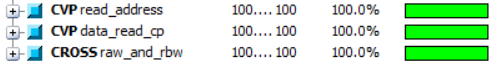 CVP read_address 100.... 100 100.0%
CVP data_read_cp 100.... 100 100.0%
CROSS raw_and_rbw 100.... 100 100.0%